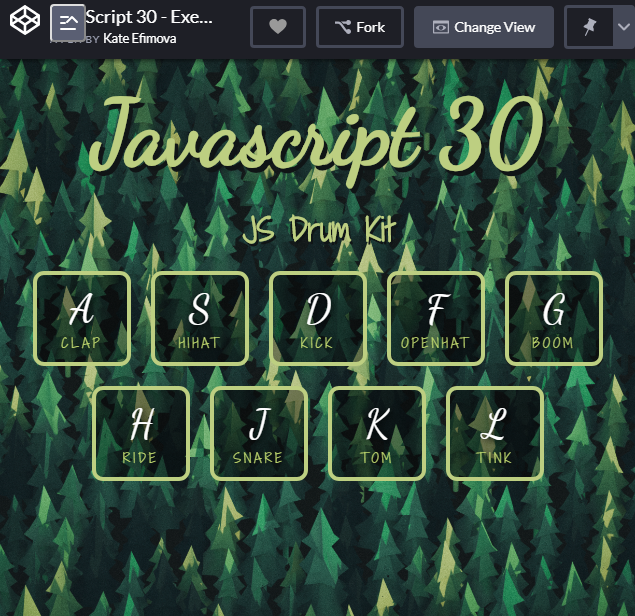 Script 30 - Exe...
BY Kate Efimova
Fork
Change View
Javascript 30
JS Drum Kit
A S D F G
CLAP HIHAT KICK OPENHAT BOOM
H J K L
RIDE SNARE TOM TINK